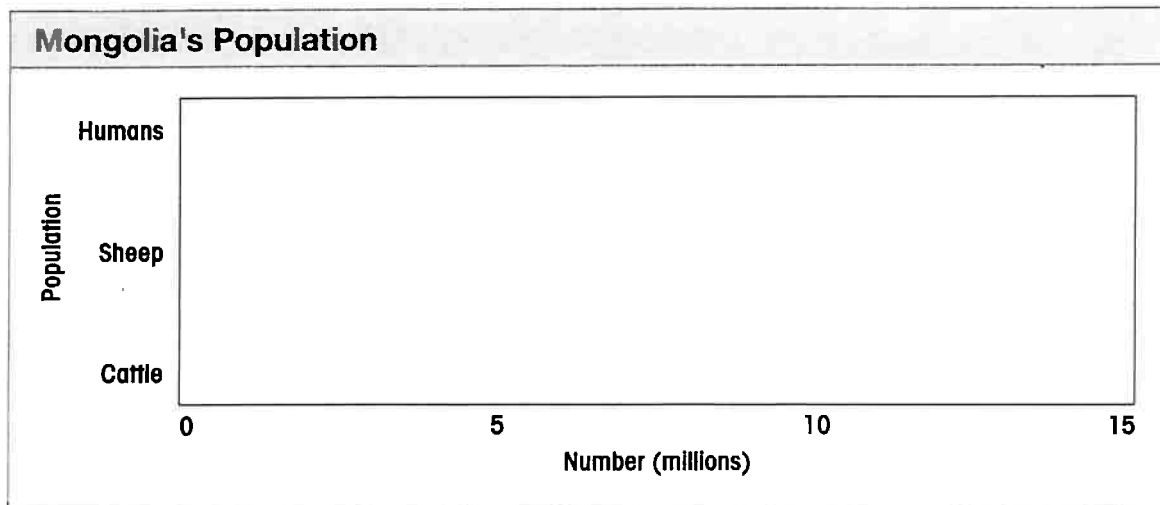 Mongolia's Population
Humans
Population
Sheep
Cattle
0 5 10 15
Number (millions)